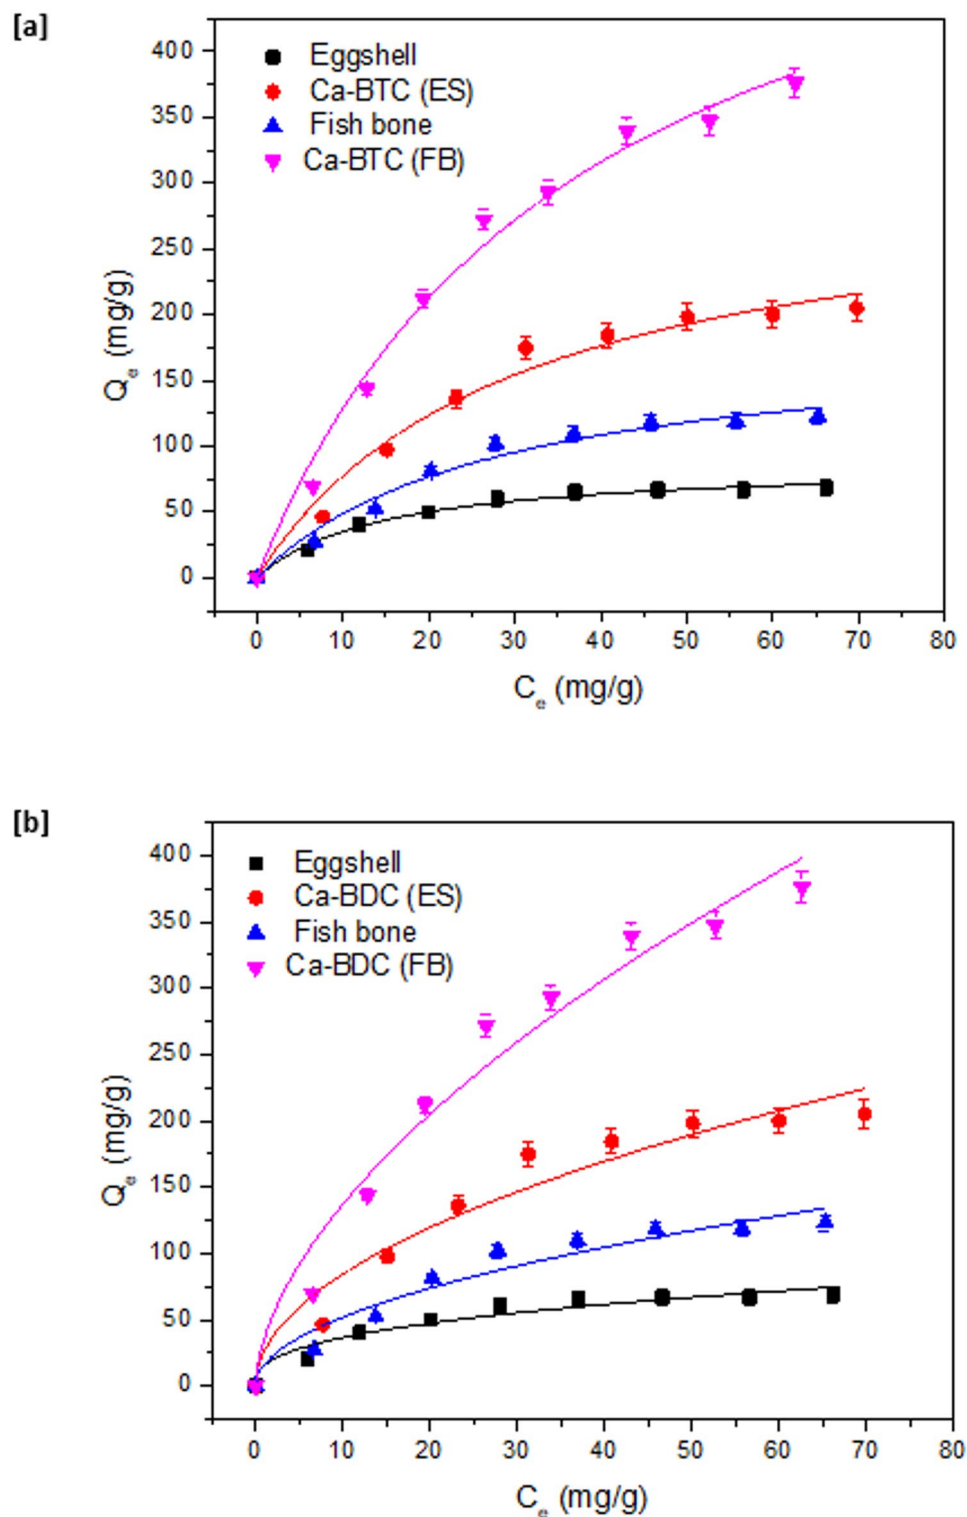 [a]
Eggshell
Ca-BTC (ES)
Fish bone
Ca-BTC (FB)
400
350
300
250
200
150
100
50
0
Qe (mg/g)
0 10 20 30 40 50 60 70 80
Ce (mg/g)
[b]
Eggshell
Ca-BDC (ES)
Fish bone
Ca-BDC (FB)
400
350
300
250
200
150
100
50
0
Qe (mg/g)
0 10 20 30 40 50 60 70 80
Ce (mg/g)